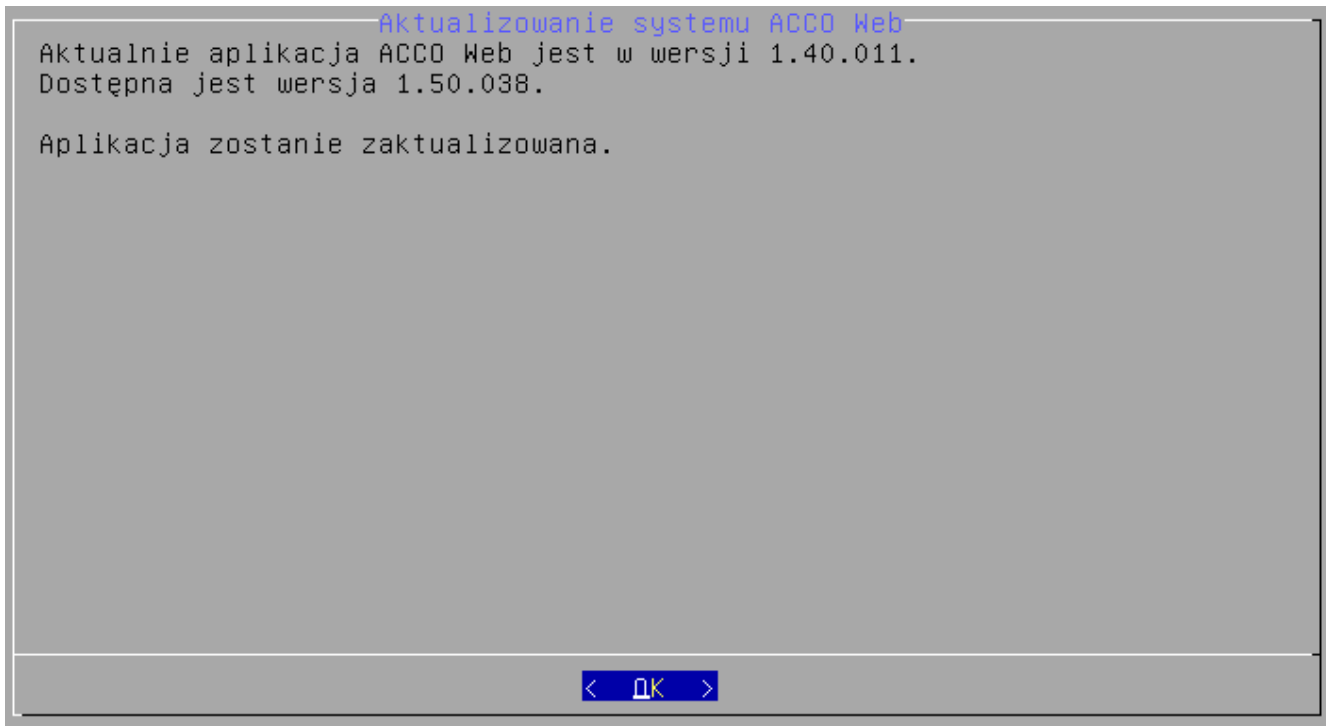 Aktualizowanie systemu ACCO Web
Aktualnie aplikacja ACCO Web jest w wersji 1.40.011.
Dostępna jest wersja 1.50.038.
Aplikacja zostanie zaktualizowana.
< OK >